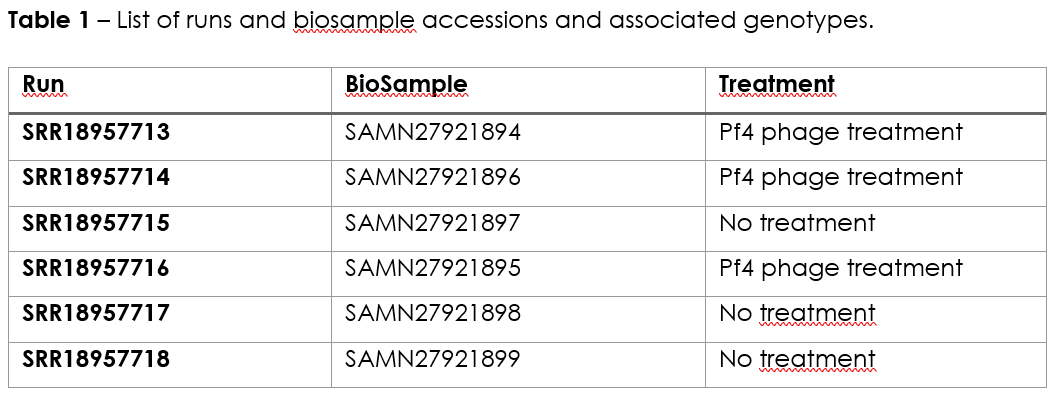 Table 1 – List of runs and biosample accessions and associated genotypes.
Run BioSample Treatment
SRR18957713 SAMN27921894 Pf4 phage treatment
SRR18957714 SAMN27921896 Pf4 phage treatment
SRR18957715 SAMN27921897 No treatment
SRR18957716 SAMN27921895 Pf4 phage treatment
SRR18957717 SAMN27921898 No treatment
SRR18957718 SAMN27921899 No treatment